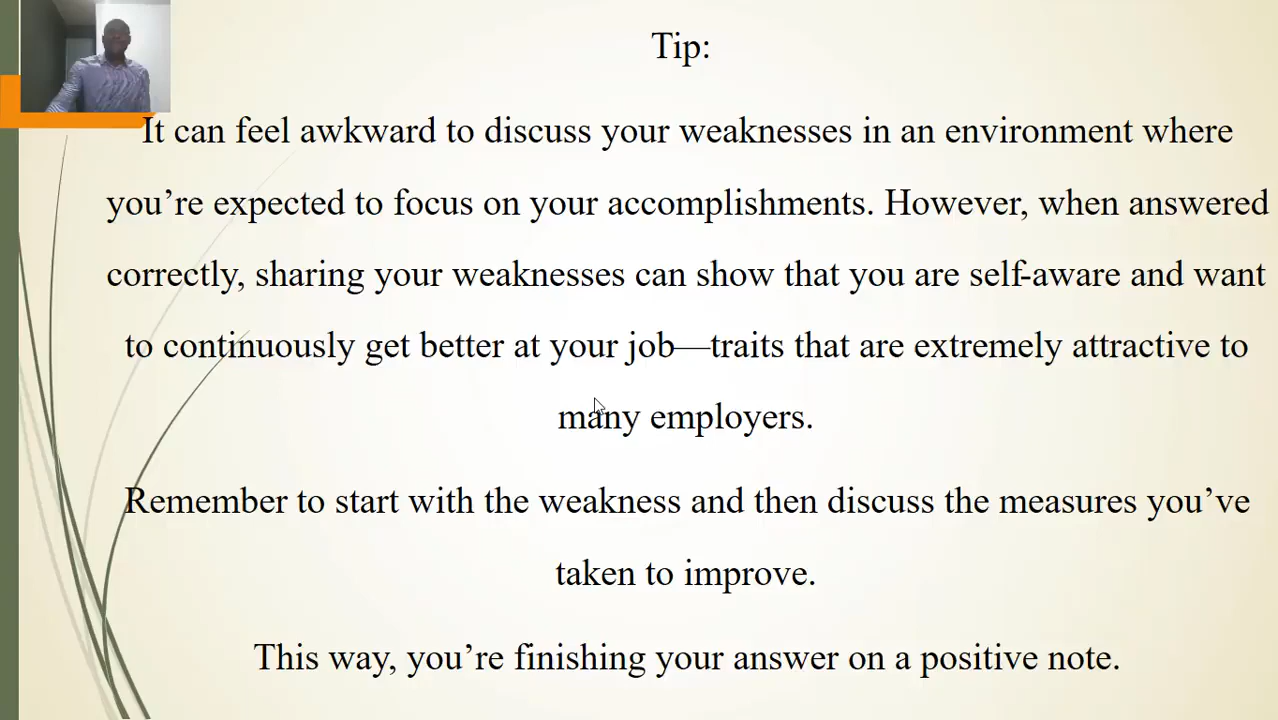 Tip:
It can feel awkward to discuss your weaknesses in an environment where
you’re expected to focus on your accomplishments. However, when answered
correctly, sharing your weaknesses can show that you are self-aware and want
to continuously get better at your job—traits that are extremely attractive to
many employers.
Remember to start with the weakness and then discuss the measures you’ve
taken to improve.
This way, you’re finishing your answer on a positive note.